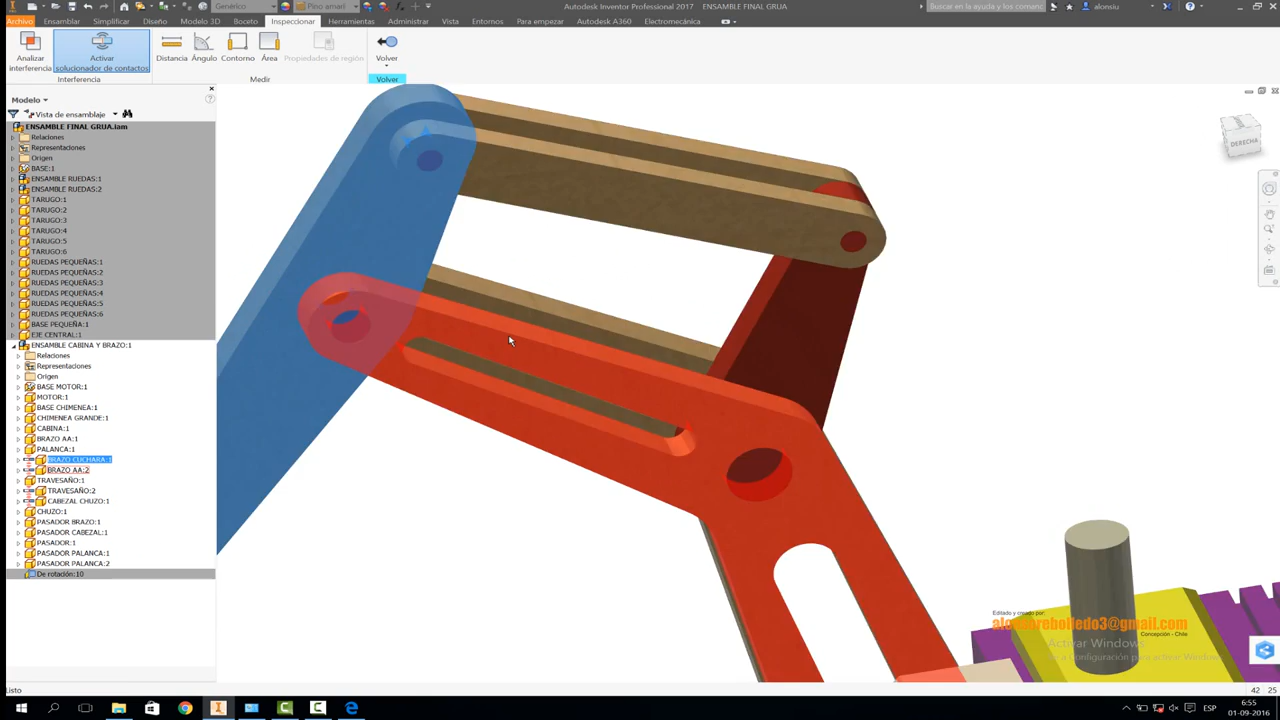 Genérico
Pino amari
Autodesk Inventor Professional 2017   ENSAMBLE FINAL GRUA
Buscar en la ayuda y los comanc
alonsiu
Archivo Ensamblar Simplificar Diseño Modelo 3D Boceto Inspeccionar Herramientas Administrar Vista Entornos Para empezar Autodesk A360 Electromecánica
Analizar interferencia
Activar solucionador de contactos
Distancia Ángulo Contorno Área Propiedades de región
Volver
Interferencia Medir Volver
Modelo
Vista de ensamblaje
ENSAMBLE FINAL GRUA.iam
Relaciones
Representaciones
Origen
BASE:1
ENSAMBLE RUEDAS:1
ENSAMBLE RUEDAS:2
TARUGO:1
TARUGO:2
TARUGO:3
TARUGO:4
TARUGO:5
TARUGO:6
RUEDAS PEQUEÑAS:1
RUEDAS PEQUEÑAS:2
RUEDAS PEQUEÑAS:3
RUEDAS PEQUEÑAS:4
RUEDAS PEQUEÑAS:5
RUEDAS PEQUEÑAS:6
BASE PEQUEÑA:1
EJE CENTRAL:1
ENSAMBLE CABINA Y BRAZO:1
Relaciones
Representaciones
Origen
BASE MOTOR:1
MOTOR:1
BASE CHIMENEA:1
CHIMENEA GRANDE:1
CABINA:1
BRAZO AA:1
PALANCA:1
BRAZO CUCHARA:1
BRAZO AA:2
TRAVESAÑO:1
TRAVESAÑO:2
CABEZAL CHUZO:1
CHUZO:1
PASADOR BRAZO:1
PASADOR CABEZAL:1
PASADOR:1
PASADOR PALANCA:1
PASADOR PALANCA:2
De rotación:10
DERECHA
Editado y creado por:
Concepción - Chile
Activar Windows
Listo
42 25
ESP
6:55
01-09-2016